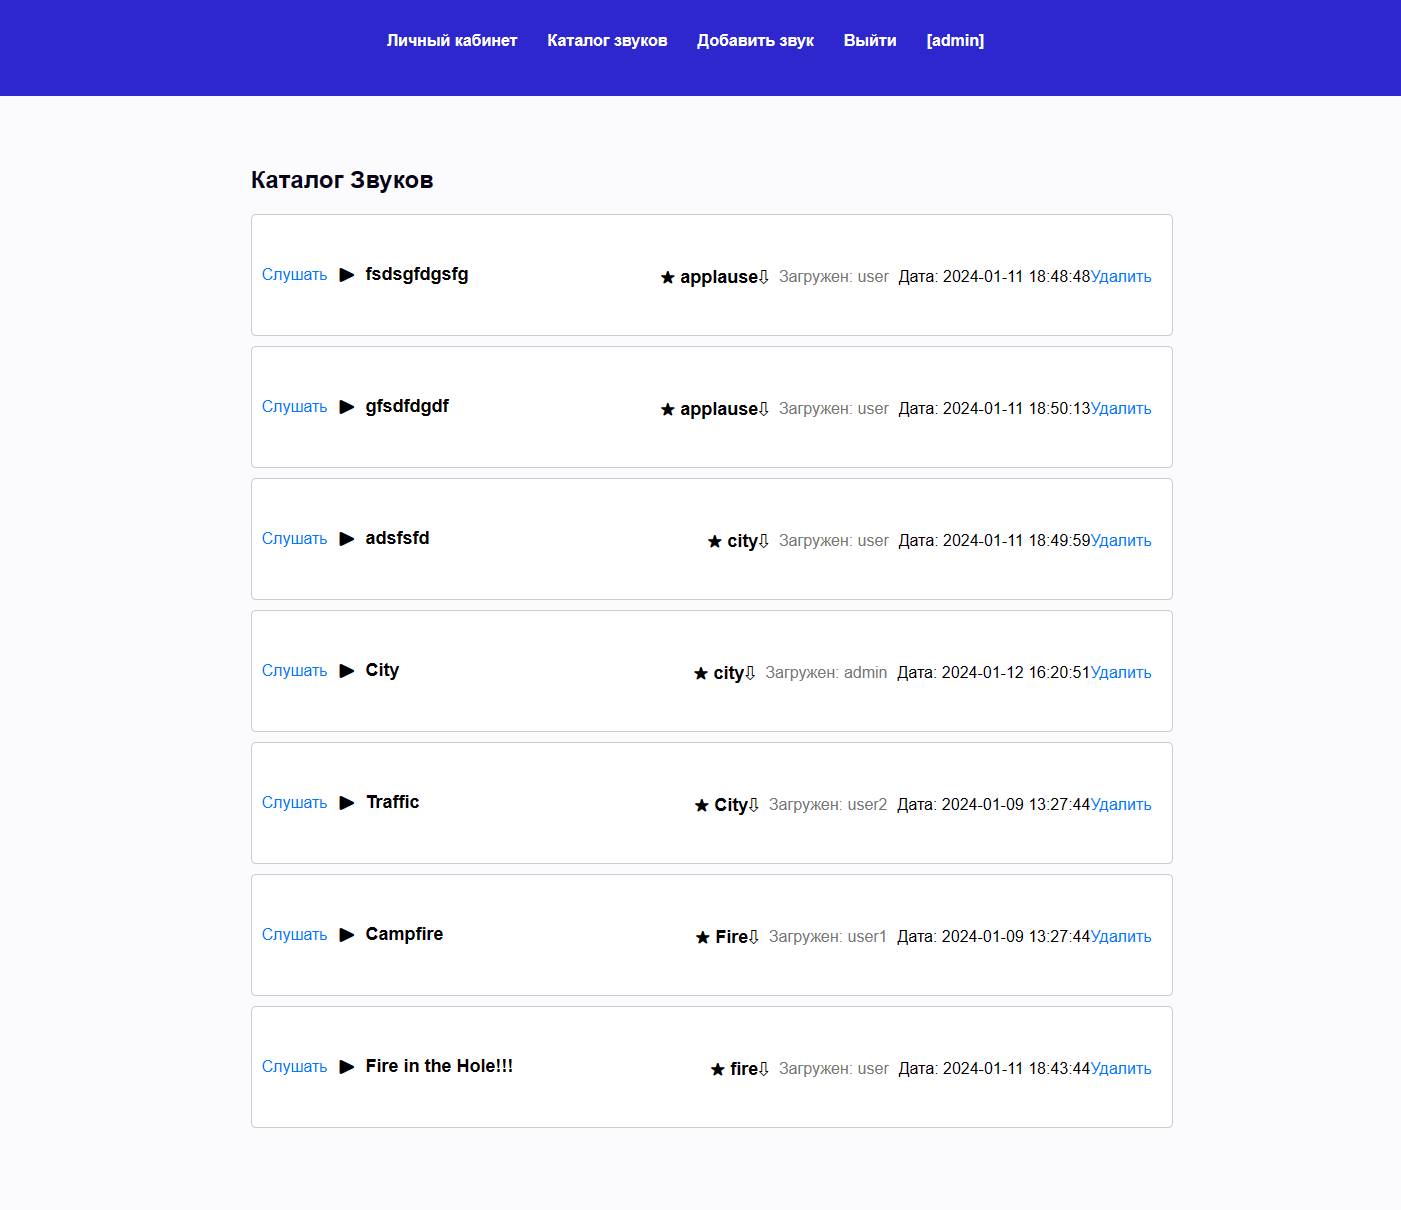 Личный кабинет Каталог звуков Добавить звук Выйти [admin]
Каталог Звуков
Слушать ▶ fsdsgfdgsfg ★ applause⇩ Загружен: user Дата: 2024-01-11 18:48:48Удалить
Слушать ▶ gfsdfdgdf ★ applause⇩ Загружен: user Дата: 2024-01-11 18:50:13Удалить
Слушать ▶ adsfsfd ★ city⇩ Загружен: user Дата: 2024-01-11 18:49:59Удалить
Слушать ▶ City ★ city⇩ Загружен: admin Дата: 2024-01-12 16:20:51Удалить
Слушать ▶ Traffic ★ City⇩ Загружен: user2 Дата: 2024-01-09 13:27:44Удалить
Слушать ▶ Campfire ★ Fire⇩ Загружен: user1 Дата: 2024-01-09 13:27:44Удалить
Слушать ▶ Fire in the Hole!!! ★ fire⇩ Загружен: user Дата: 2024-01-11 18:43:44Удалить